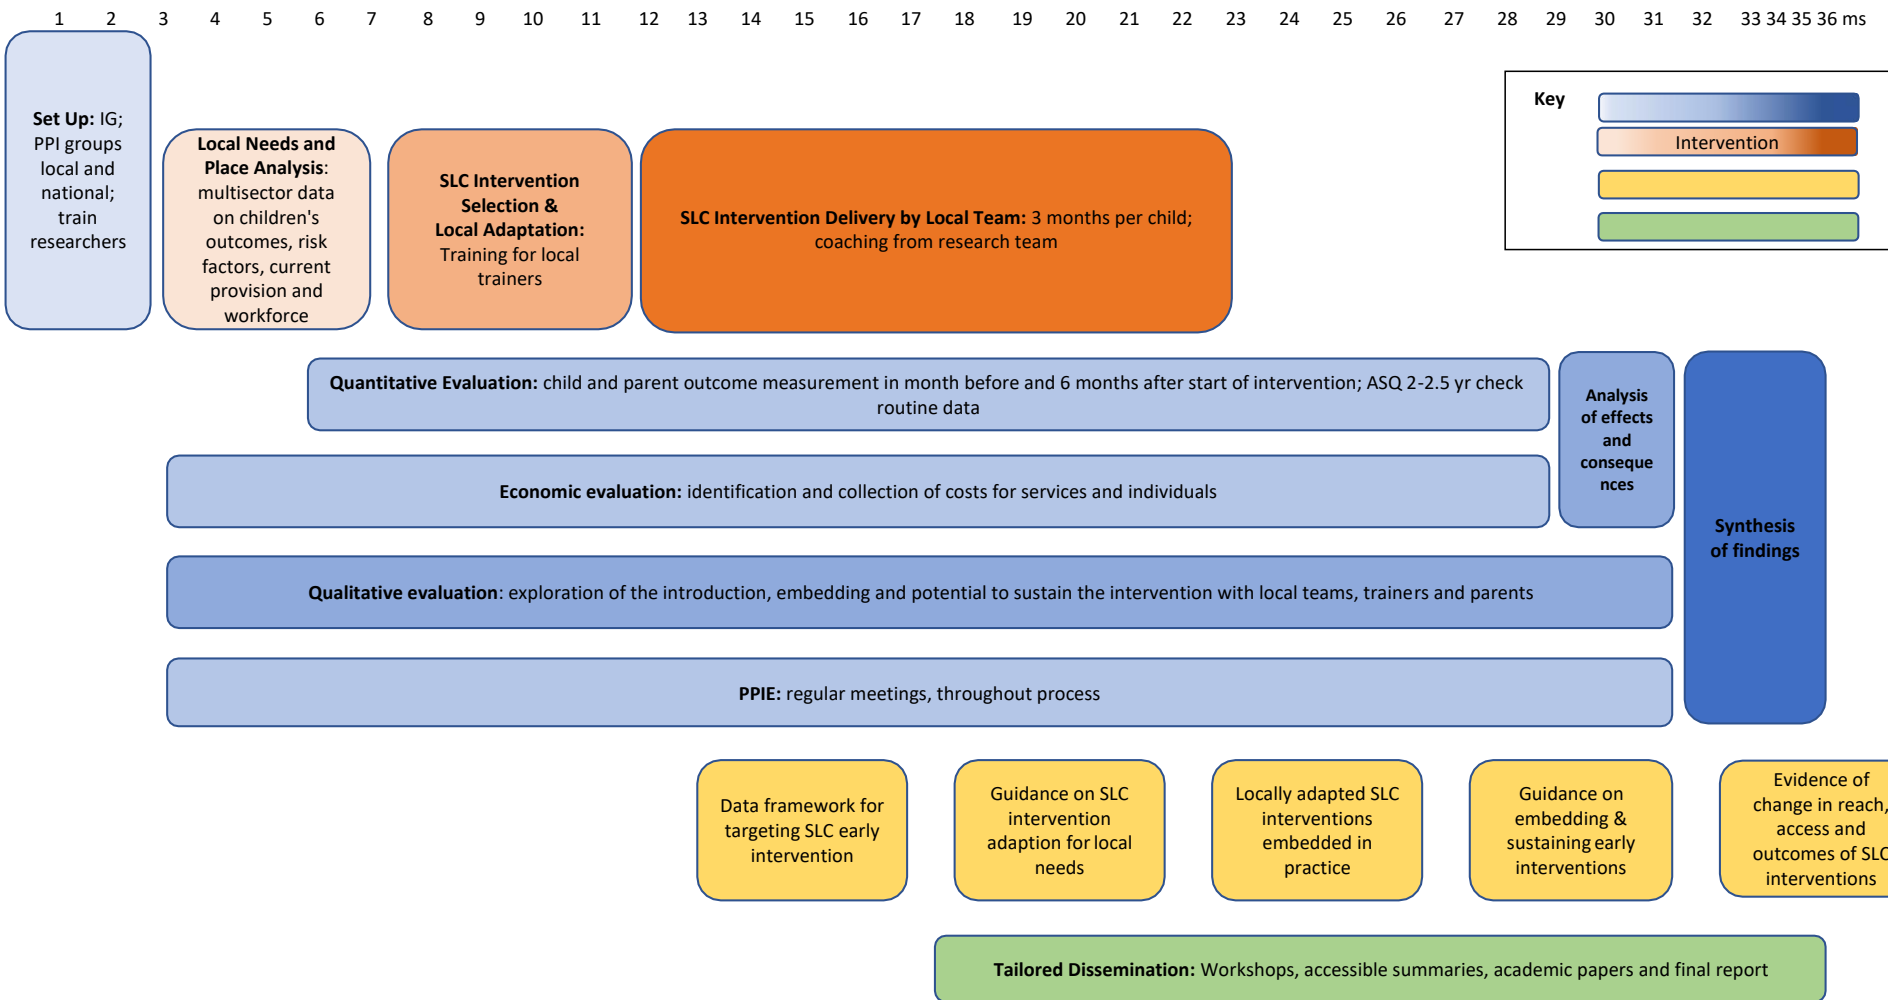 1 2 3 4 5 6 7 8 9 10 11 12 13 14 15 16 17 18 19 20 21 22 23 24 25 26 27 28 29 30 31 32 33 34 35 36 ms
Key
Intervention
Set Up: IG;
PPI groups
local and
national;
train
researchers
Local Needs and
Place Analysis:
multisector data
on children's
outcomes, risk
factors, current
provision and
workforce
SLC Intervention
Selection &
Local Adaptation:
Training for local
trainers
SLC Intervention Delivery by Local Team: 3 months per child;
coaching from research team
Quantitative Evaluation: child and parent outcome measurement in month before and 6 months after start of intervention; ASQ 2-2.5 yr check
routine data
Analysis
of effects
and
conseque
nces
Economic evaluation: identification and collection of costs for services and individuals
Synthesis
of findings
Qualitative evaluation: exploration of the introduction, embedding and potential to sustain the intervention with local teams, trainers and parents
PPIE: regular meetings, throughout process
Data framework for
targeting SLC early
intervention
Guidance on SLC
intervention
adaption for local
needs
Locally adapted SLC
interventions
embedded in
practice
Guidance on
embedding &
sustaining early
interventions
Evidence of
change in reach,
access and
outcomes of SLC
interventions
Tailored Dissemination: Workshops, accessible summaries, academic papers and final report